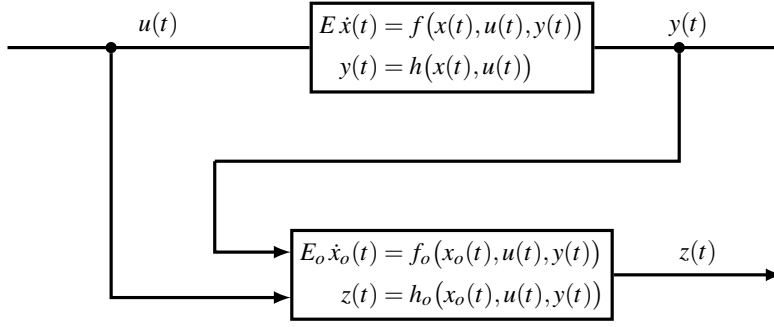 u(t)
E ẋ(t) = f(x(t), u(t), y(t))
y(t) = h(x(t), u(t))
y(t)
E_o ẋ_o(t) = f_o(x_o(t), u(t), y(t))
z(t) = h_o(x_o(t), u(t), y(t))
z(t)